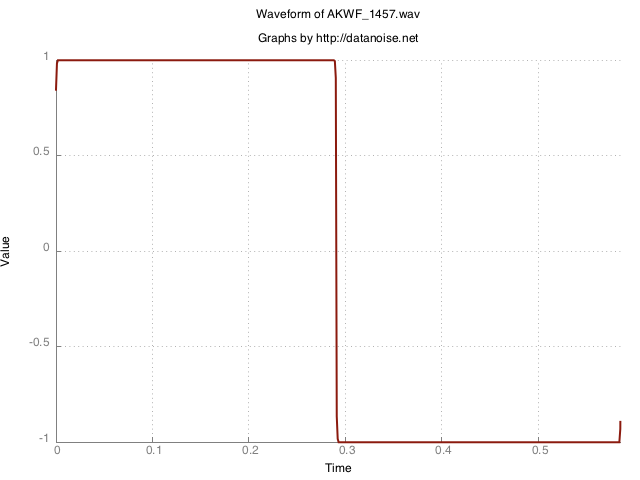 Waveform of AKWF_1457.wav
Graphs by http://datanoise.net
1
0.5
0
-0.5
-1
Value
0 0.1 0.2 0.3 0.4 0.5
Time